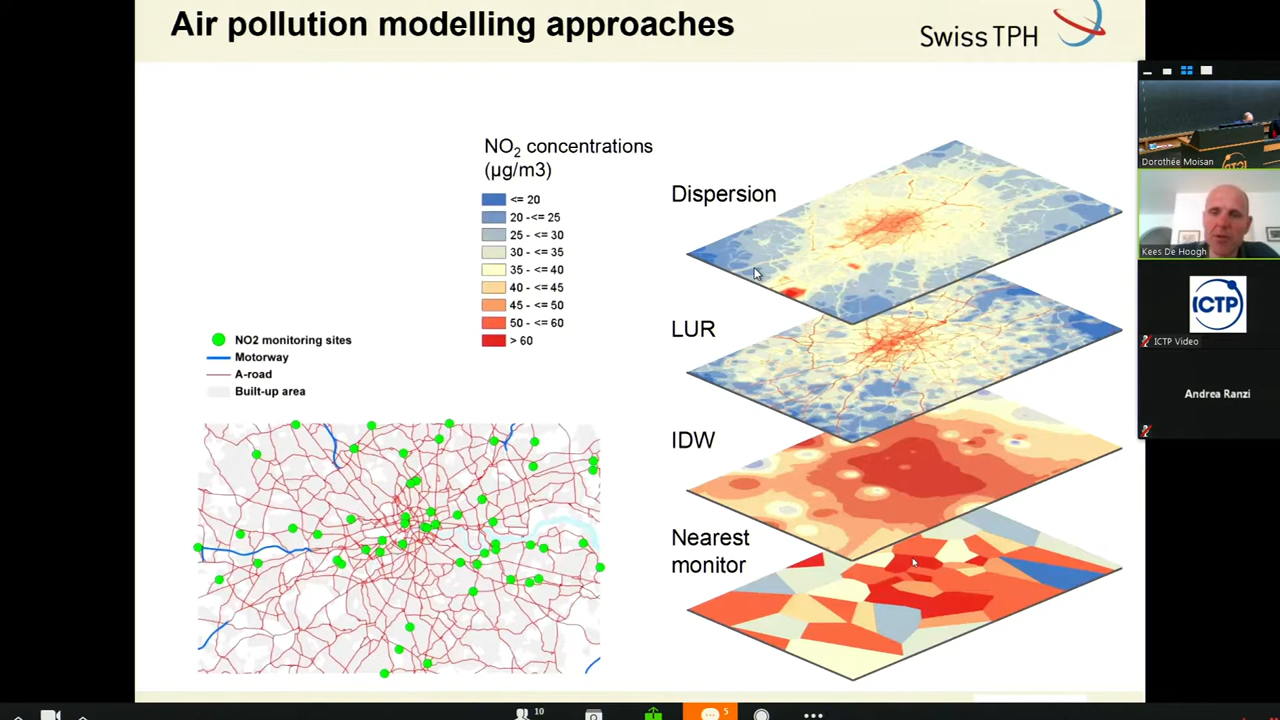 Air pollution modelling approaches
Swiss TPH
NO2 concentrations
(µg/m3)
<= 20
20 -<= 25
25 - <= 30
30 - <= 35
35 - <= 40
40 - <= 45
45 - <= 50
50 - <= 60
> 60
NO2 monitoring sites
Motorway
A-road
Built-up area
Dispersion
LUR
IDW
Nearest
monitor
Dorothée Moisan
Kees De Hoogh
ICTP
ICTP Video
Andrea Ranzi
10
5